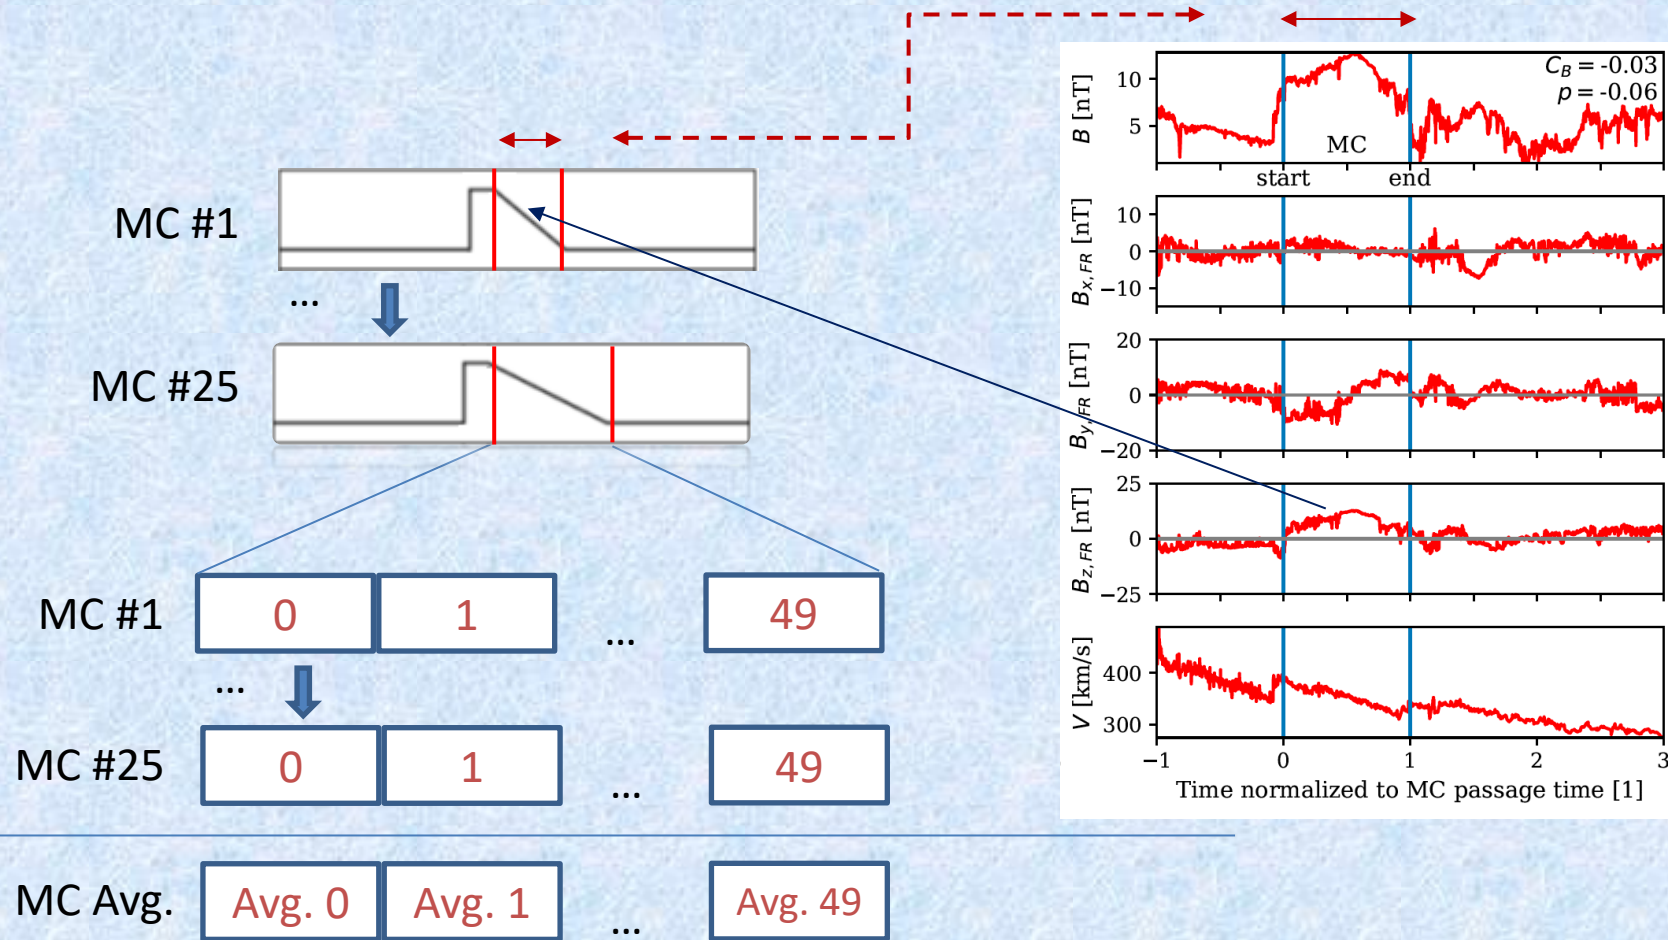 MC #1
...
MC #25
MC #1
0
1
...
49
...
MC #25
0
1
...
49
MC Avg.
Avg. 0
Avg. 1
...
Avg. 49
B [nT]
10
5
C_B = -0.03
p = -0.06
MC
start
end
B_{x,FR} [nT]
10
0
−10
B_{y,FR} [nT]
20
0
−20
B_{z,FR} [nT]
25
0
−25
V [km/s]
400
300
−1
0
1
2
3
Time normalized to MC passage time [1]